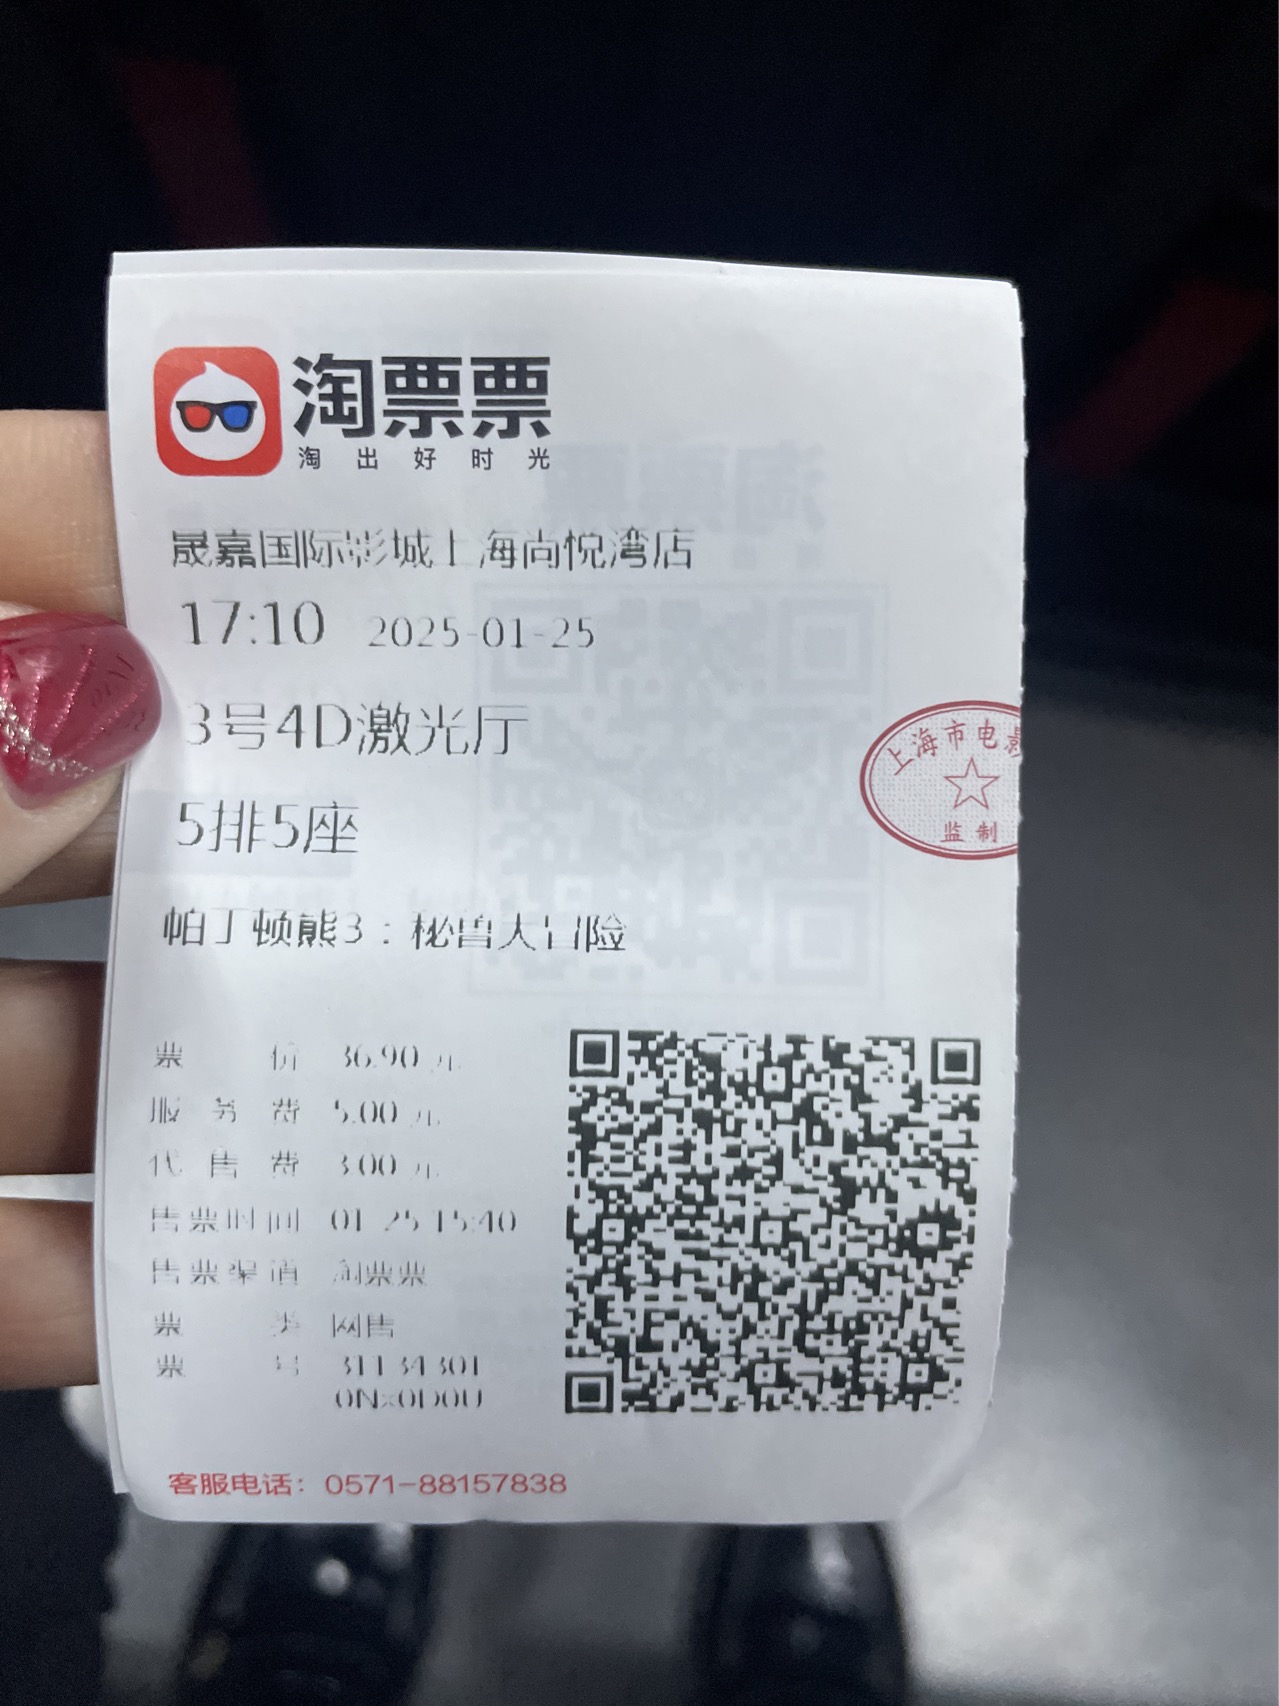 淘票票
淘出好时光
晟嘉国际影城上海尚悦湾店
17:10 2025-01-25
3号4D激光厅
上海市电影
监制
5排5座
帕丁顿熊3：秘鲁大冒险
票价 36.90 元
服务费 5.00 元
代售费 3.00 元
售票时间 01-25 15:40
售票渠道 淘票票
票类 网售
票号 31134301
客服电话：0571-88157838